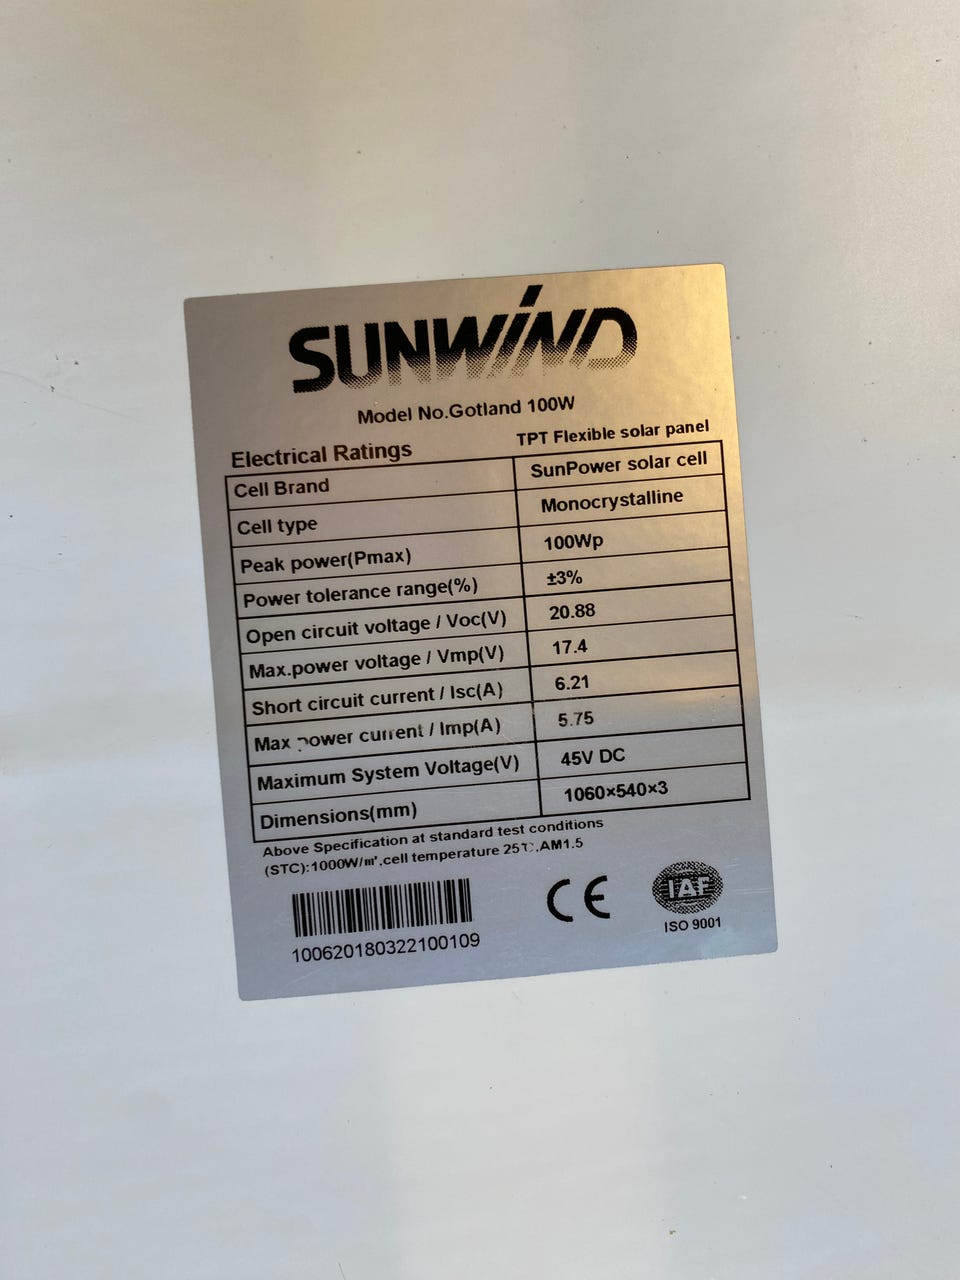 SUNWIND
Model No.Gotland 100W
Electrical Ratings TPT Flexible solar panel
Cell Brand SunPower solar cell
Cell type Monocrystalline
Peak power(Pmax) 100Wp
Power tolerance range(%) ±3%
Open circuit voltage / Voc(V) 20.88
Max.power voltage / Vmp(V) 17.4
Short circuit current / Isc(A) 6.21
Max power current / Imp(A) 5.75
Maximum System Voltage(V) 45V DC
Dimensions(mm) 1060×540×3
Above Specification at standard test conditions
(STC):1000W/㎡,cell temperature 25℃,AM1.5
CE IAF
100620180322100109 ISO 9001